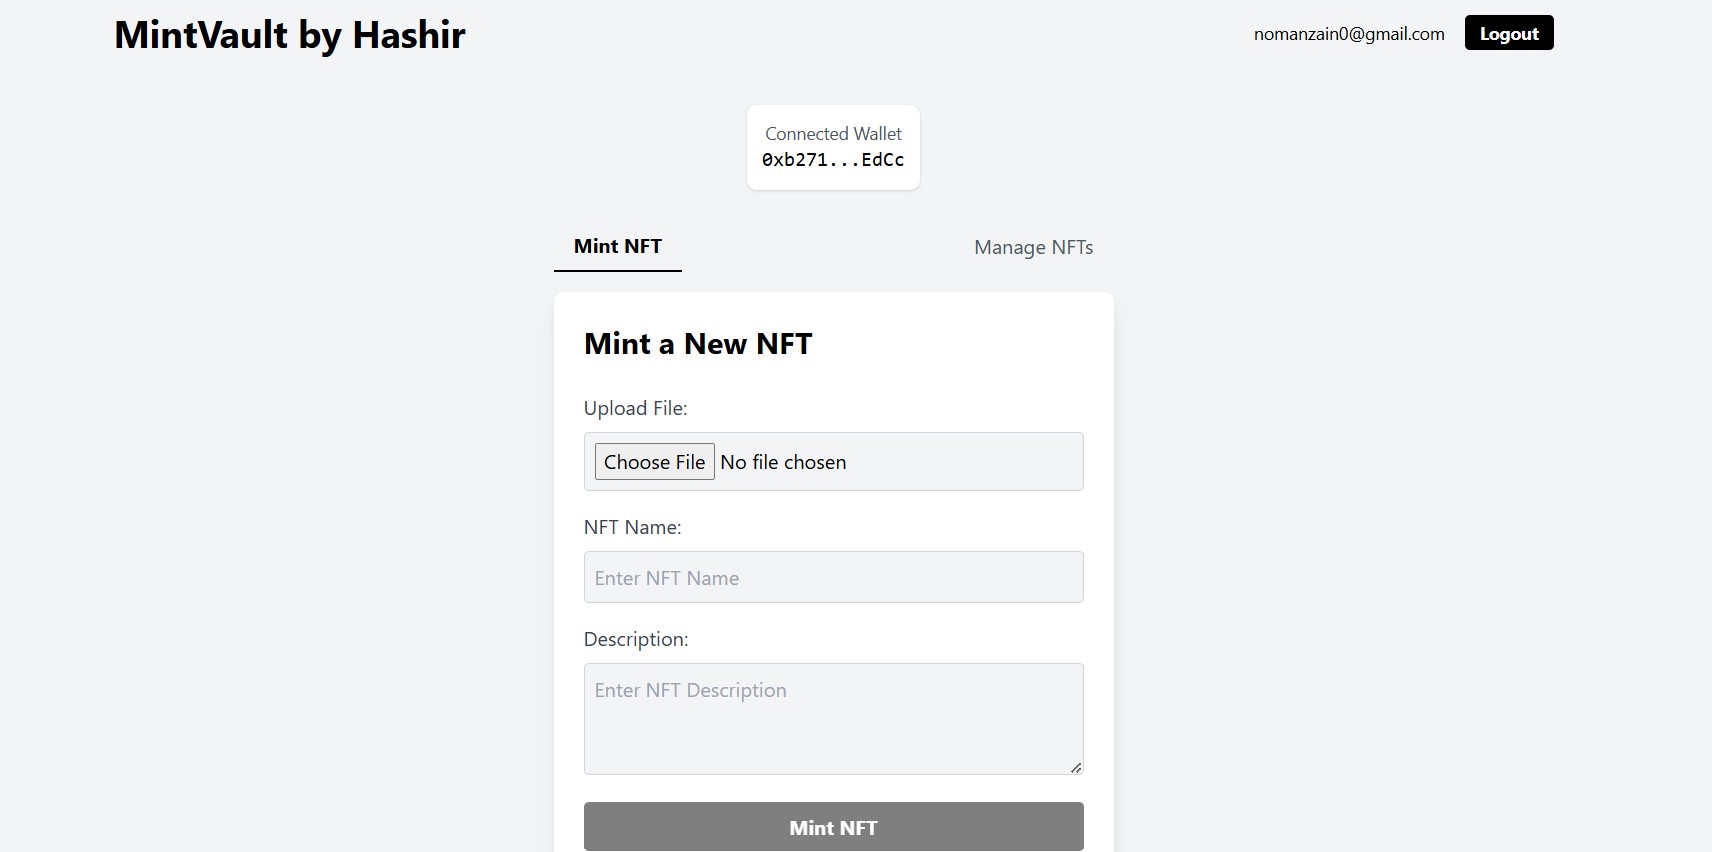 MintVault by Hashir
nomanzain0@gmail.com
Logout
Connected Wallet
0xb271...EdCc
Mint NFT
Manage NFTs
Mint a New NFT
Upload File:
Choose File No file chosen
NFT Name:
Enter NFT Name
Description:
Enter NFT Description
Mint NFT